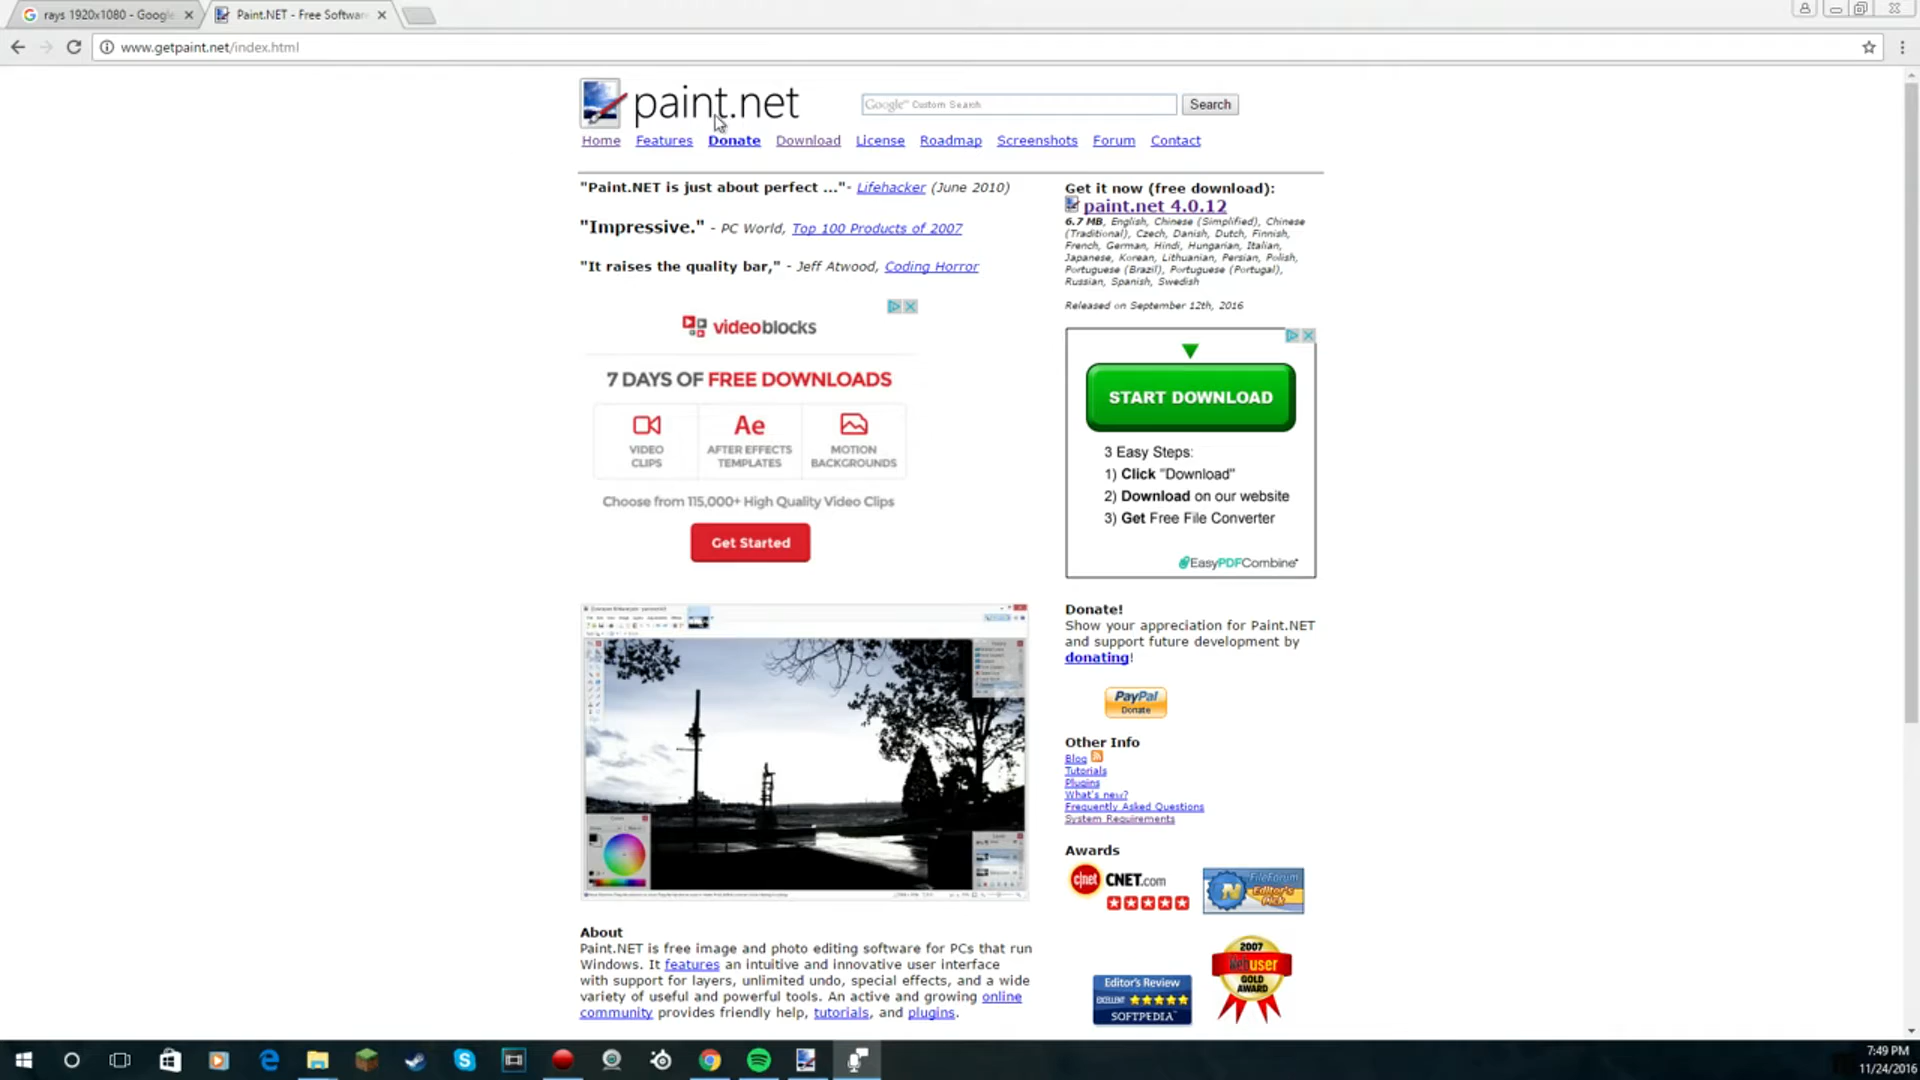 rays 1920x1080 - Google
Paint.NET - Free Software
www.getpaint.net/index.html
paint.net
Google™ Custom Search
Search
Home Features Donate Download License Roadmap Screenshots Forum Contact
"Paint.NET is just about perfect ..."- Lifehacker (June 2010)
"Impressive." - PC World, Top 100 Products of 2007
"It raises the quality bar," - Jeff Atwood, Coding Horror
videoblocks
7 DAYS OF FREE DOWNLOADS
VIDEO
CLIPS
Ae
AFTER EFFECTS
TEMPLATES
MOTION
BACKGROUNDS
Choose from 115,000+ High Quality Video Clips
Get Started
About
Paint.NET is free image and photo editing software for PCs that run
Windows. It features an intuitive and innovative user interface
with support for layers, unlimited undo, special effects, and a wide
variety of useful and powerful tools. An active and growing online
community provides friendly help, tutorials, and plugins.
Get it now (free download):
paint.net 4.0.12
6.7 MB, English, Chinese (Simplified), Chinese
(Traditional), Czech, Danish, Dutch, Finnish,
French, German, Hindi, Hungarian, Italian,
Japanese, Korean, Lithuanian, Persian, Polish,
Portuguese (Brazil), Portuguese (Portugal),
Russian, Spanish, Swedish
Released on September 12th, 2016
START DOWNLOAD
3 Easy Steps:
1) Click "Download"
2) Download on our website
3) Get Free File Converter
EasyPDFCombine™
Donate!
Show your appreciation for Paint.NET
and support future development by
donating!
PayPal
Donate
Other Info
Blog
Tutorials
Plugins
What's new?
Frequently Asked Questions
System Requirements
Awards
c|net CNET.com
FileForum
Editor's
Pick
Editor's Review
EXCELLENT
SOFTPEDIA
2007
Webuser
GOLD
AWARD
7:49 PM
11/24/2016